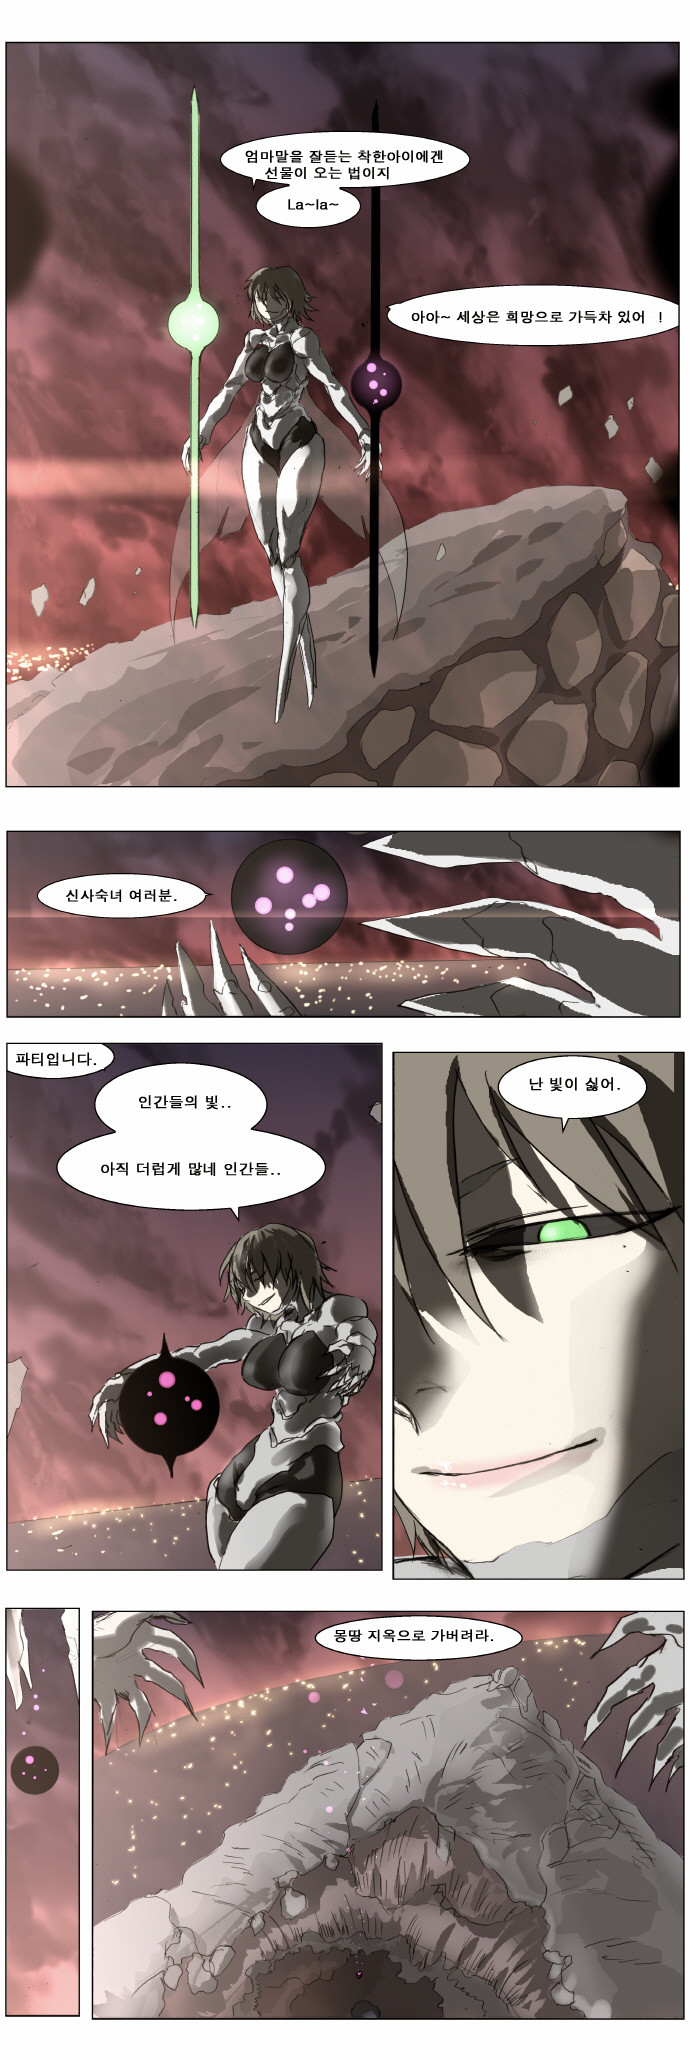 엄마말을 잘듣는 착한아이에겐
선물이 오는 법이지
La~la~
아아~ 세상은 희망으로 가득차 있어 !
신사숙녀 여러분.
파티입니다.
인간들의 빛..
아직 더럽게 많네 인간들..
난 빛이 싫어.
몽땅 지옥으로 가버려라.